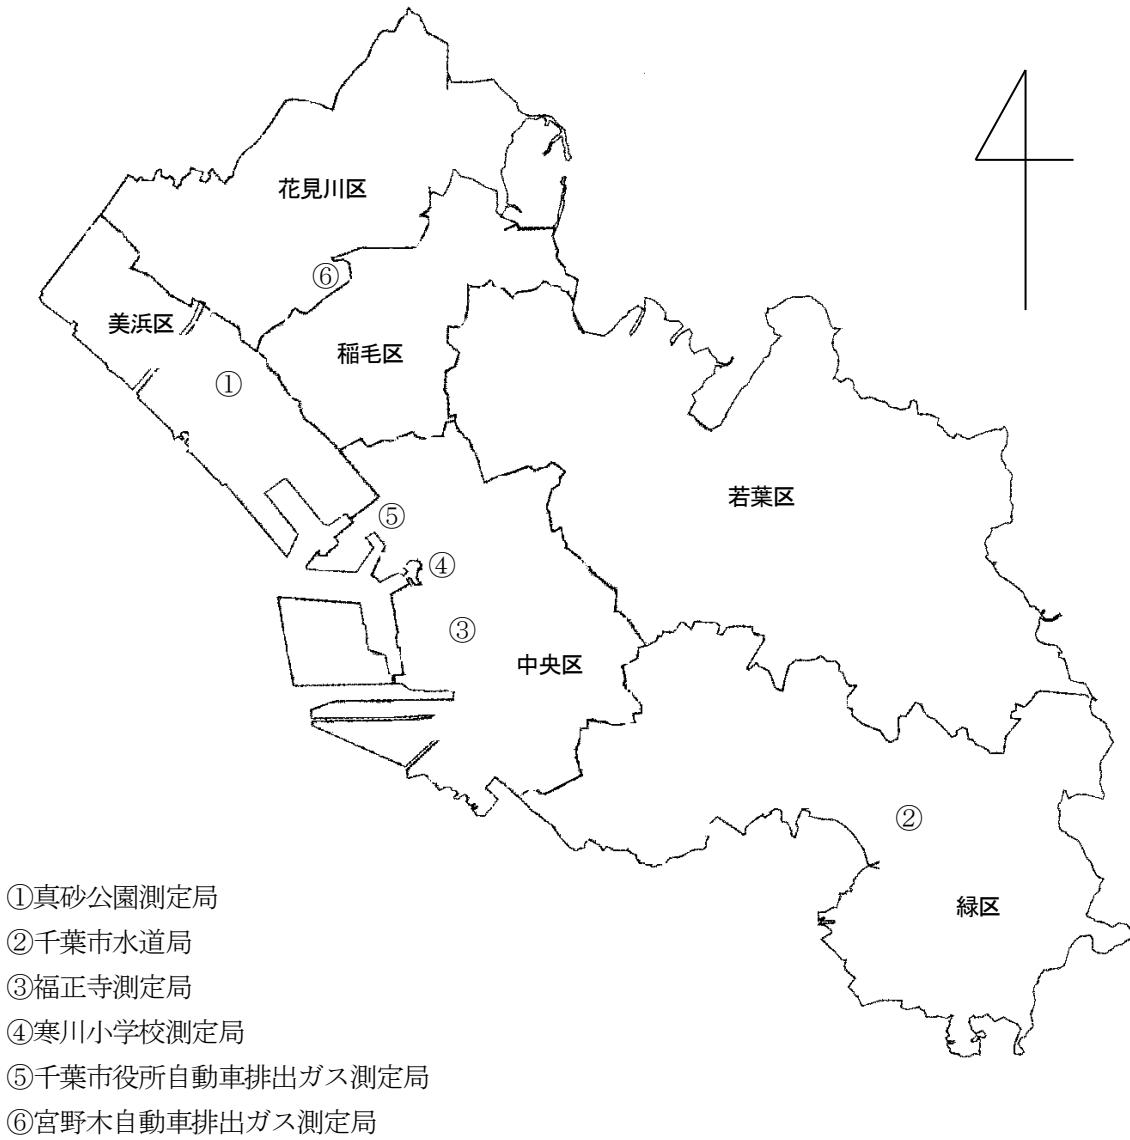 花見川区
⑥
美浜区
稲毛区
①
若葉区
⑤
④
③
中央区
②
緑区
①真砂公園測定局
②千葉市水道局
③福正寺測定局
④寒川小学校測定局
⑤千葉市役所自動車排出ガス測定局
⑥宮野木自動車排出ガス測定局